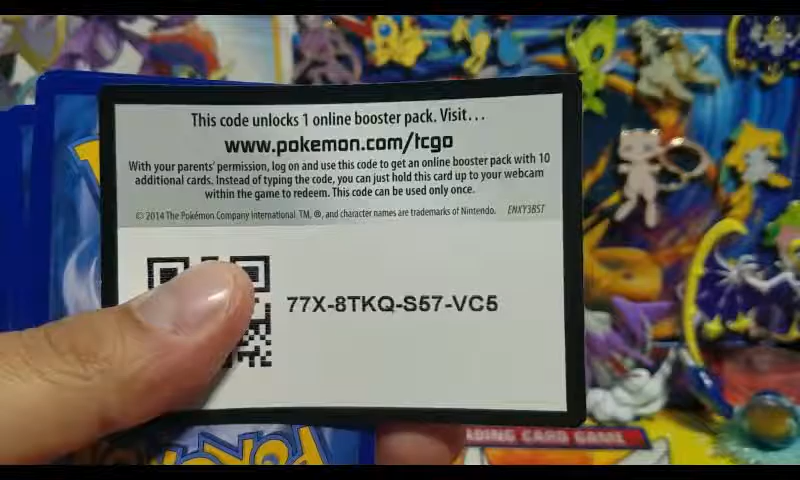 This code unlocks 1 online booster pack. Visit...
www.pokemon.com/tcgo
With your parents' permission, log on and use this code to get an online booster pack with 10
additional cards. Instead of typing the code, you can just hold this card up to your webcam
within the game to redeem. This code can be used only once.
© 2014 The Pokémon Company International. TM, ®, and character names are trademarks of Nintendo. ENXY3BST
77X-8TKQ-S57-VC5
ADING CARD GAME